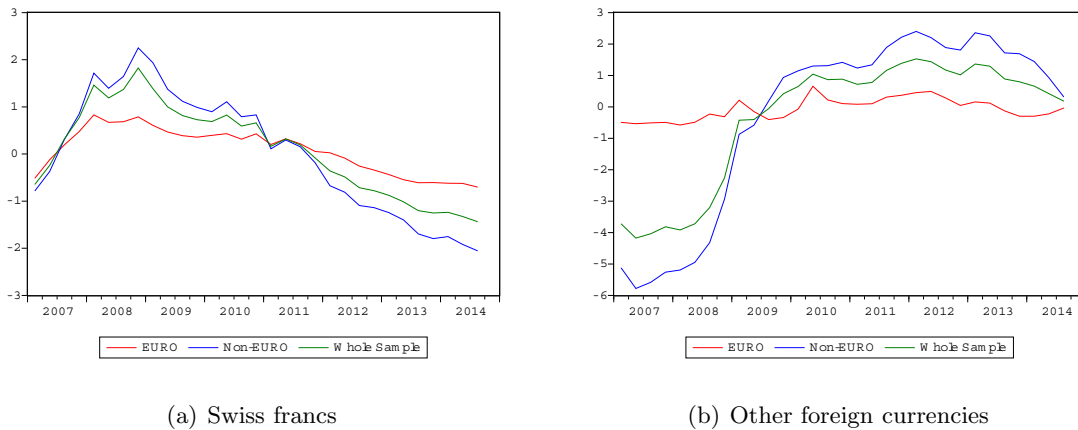 3
2
1
0
-1
-2
-3
2007 2008 2009 2010 2011 2012 2013 2014
EURO Non-EURO Whole Sample
(a) Swiss francs
3
2
1
0
-1
-2
-3
-4
-5
-6
2007 2008 2009 2010 2011 2012 2013 2014
EURO Non-EURO Whole Sample
(b) Other foreign currencies